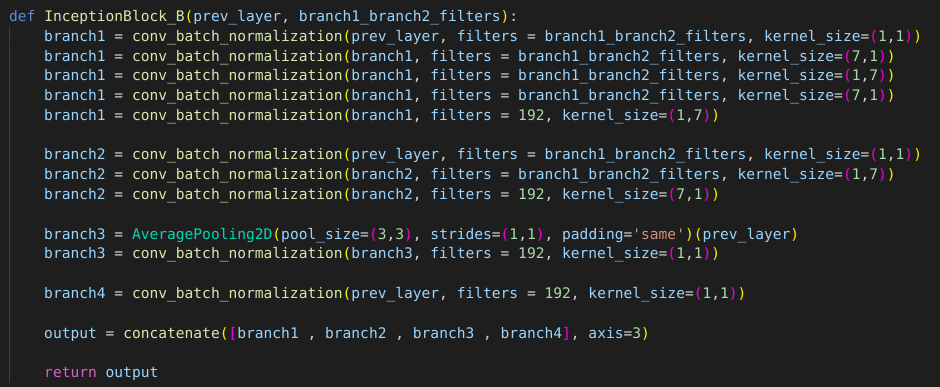 def InceptionBlock_B(prev_layer, branch1_branch2_filters):
    branch1 = conv_batch_normalization(prev_layer, filters = branch1_branch2_filters, kernel_size=(1,1))
    branch1 = conv_batch_normalization(branch1, filters = branch1_branch2_filters, kernel_size=(7,1))
    branch1 = conv_batch_normalization(branch1, filters = branch1_branch2_filters, kernel_size=(1,7))
    branch1 = conv_batch_normalization(branch1, filters = branch1_branch2_filters, kernel_size=(7,1))
    branch1 = conv_batch_normalization(branch1, filters = 192, kernel_size=(1,7))

    branch2 = conv_batch_normalization(prev_layer, filters = branch1_branch2_filters, kernel_size=(1,1))
    branch2 = conv_batch_normalization(branch2, filters = branch1_branch2_filters, kernel_size=(1,7))
    branch2 = conv_batch_normalization(branch2, filters = 192, kernel_size=(7,1))

    branch3 = AveragePooling2D(pool_size=(3,3), strides=(1,1), padding='same')(prev_layer)
    branch3 = conv_batch_normalization(branch3, filters = 192, kernel_size=(1,1))

    branch4 = conv_batch_normalization(prev_layer, filters = 192, kernel_size=(1,1))

    output = concatenate([branch1 , branch2 , branch3 , branch4], axis=3)

    return output